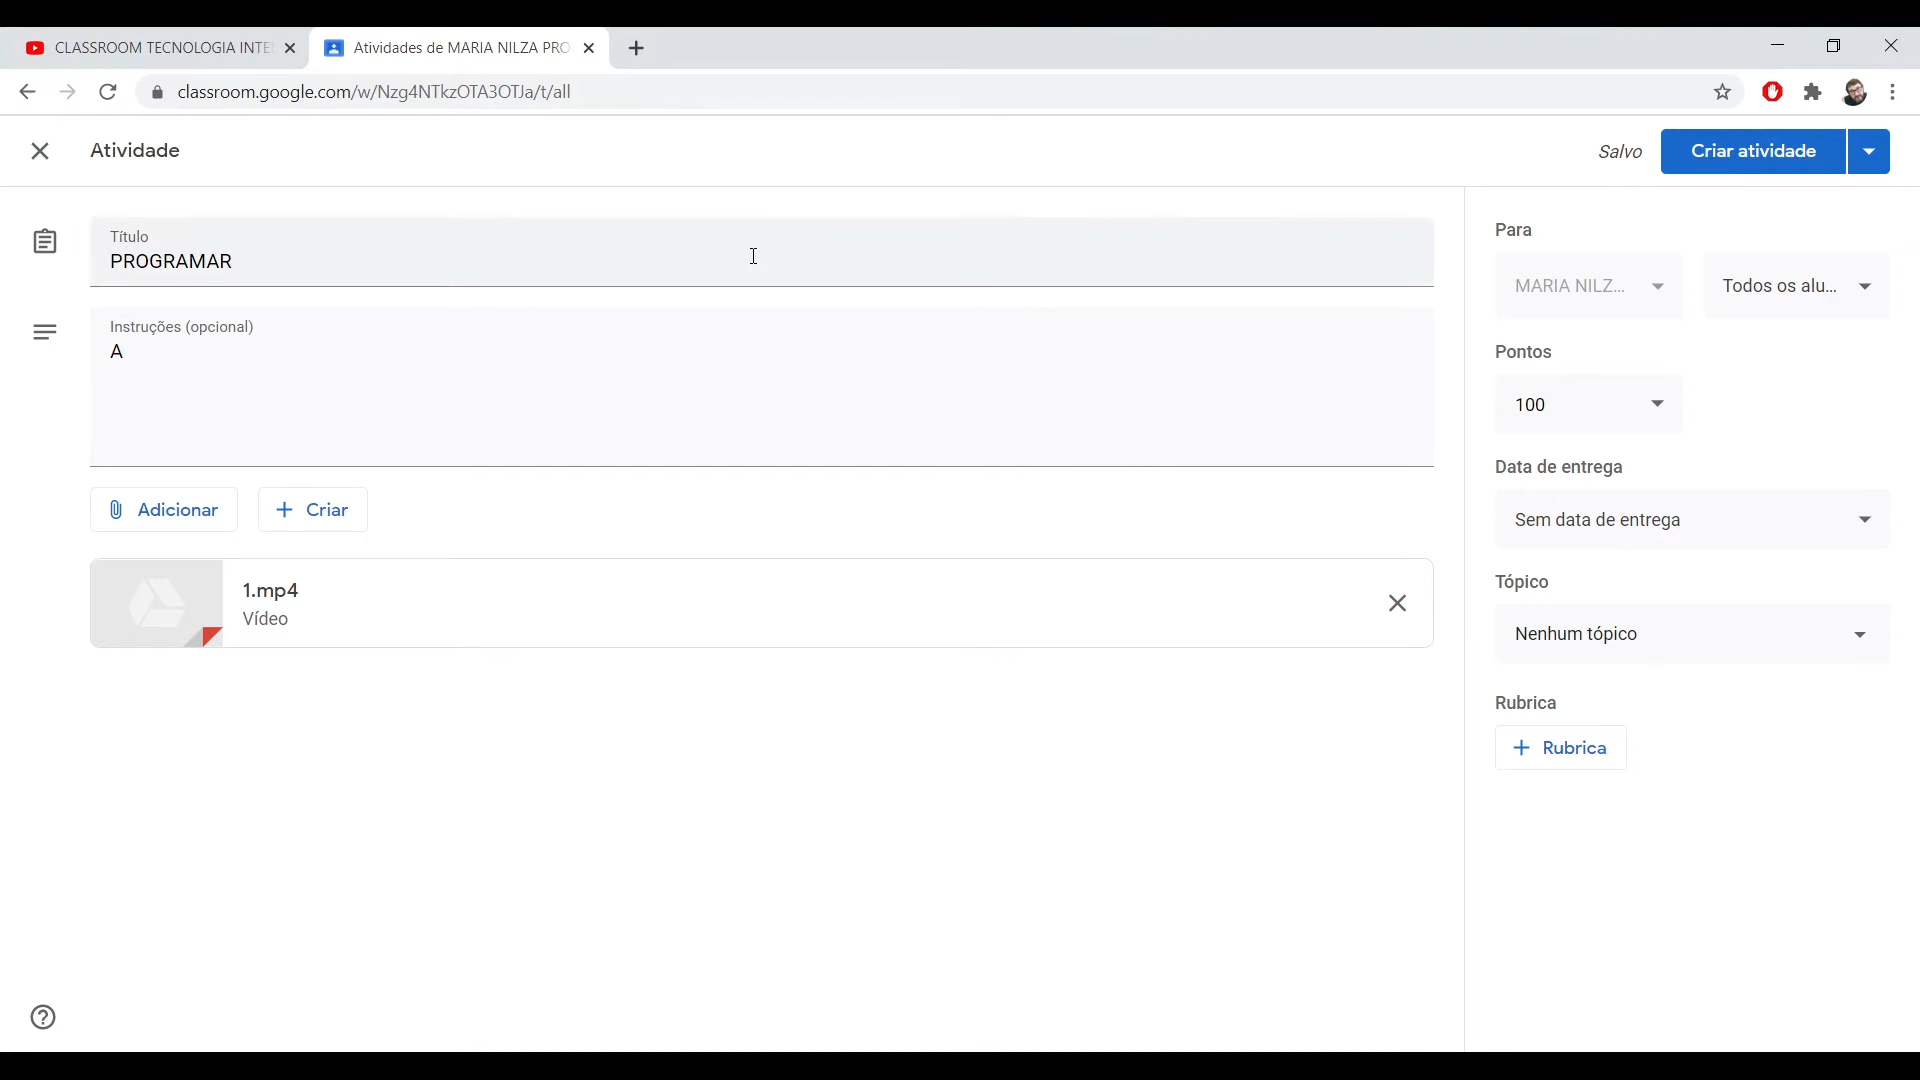 CLASSROOM TECNOLOGIA INTE
Atividades de MARIA NILZA PRO
classroom.google.com/w/Nzg4NTkzOTA3OTJa/t/all
Atividade
Salvo
Criar atividade
Título
PROGRAMAR
Instruções (opcional)
A
Adicionar
Criar
1.mp4
Vídeo
Para
MARIA NILZ...
Todos os alu...
Pontos
100
Data de entrega
Sem data de entrega
Tópico
Nenhum tópico
Rubrica
Rubrica